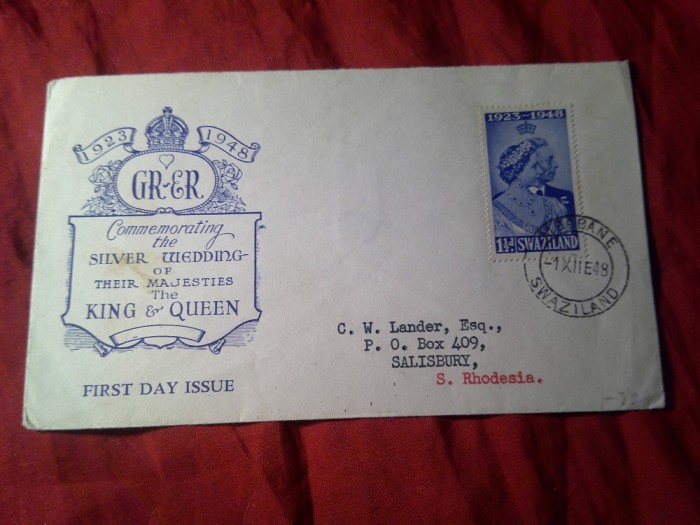 1923 1948
GR-ER
Commemorating
the
SILVER WEDDING
OF
THEIR MAJESTIES
The
KING & QUEEN
FIRST DAY ISSUE
1923-1948
1½d. SWAZILAND
-1XIIE48
SWAZILAND
C. W. Lander, Esq.,
P. O. Box 409,
SALISBURY,
S. Rhodesia.